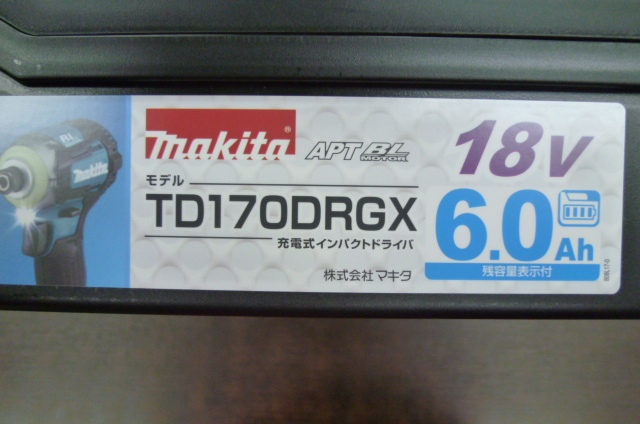 makita® APT BL MOTOR 18V
モデル
TD170DRGX
充電式インパクトドライバ
6.0Ah
残容量表示付
株式会社マキタ
makita